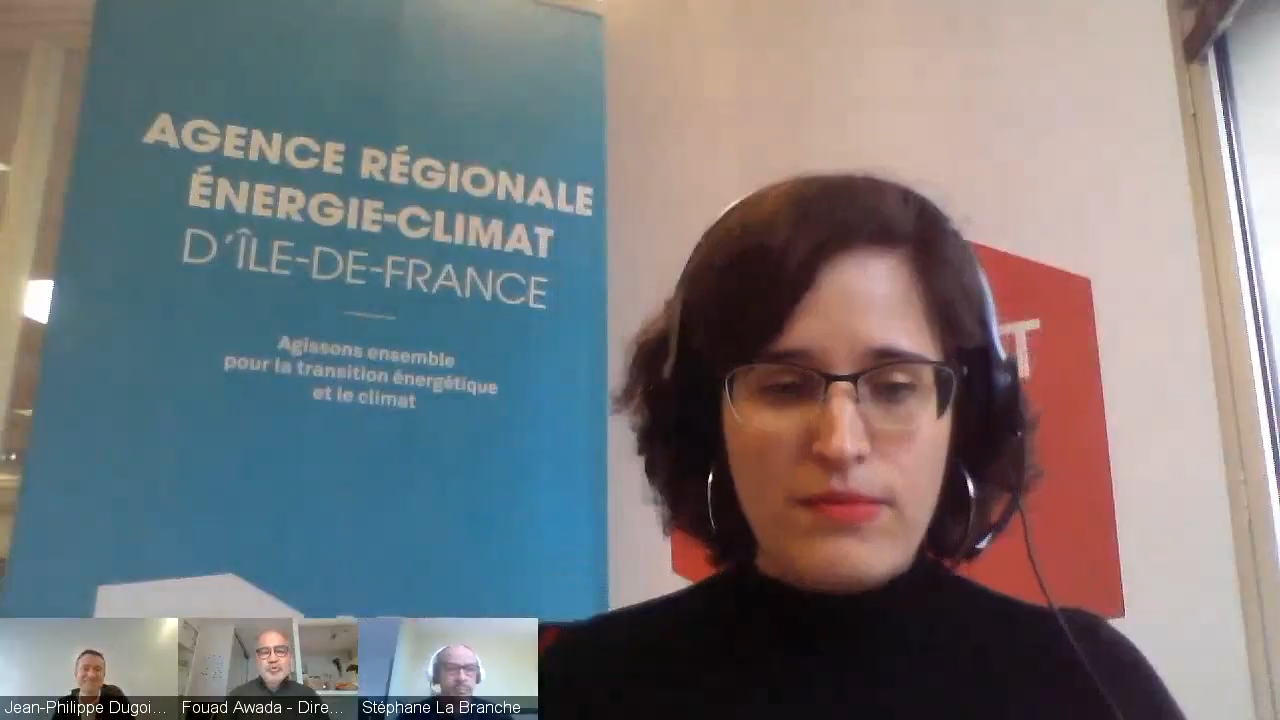 AGENCE RÉGIONALE
ÉNERGIE-CLIMAT
D'ÎLE-DE-FRANCE
Agissons ensemble
pour la transition énergétique
et le climat
Jean-Philippe Dugoi...
Fouad Awada - Dire...
Stéphane La Branche